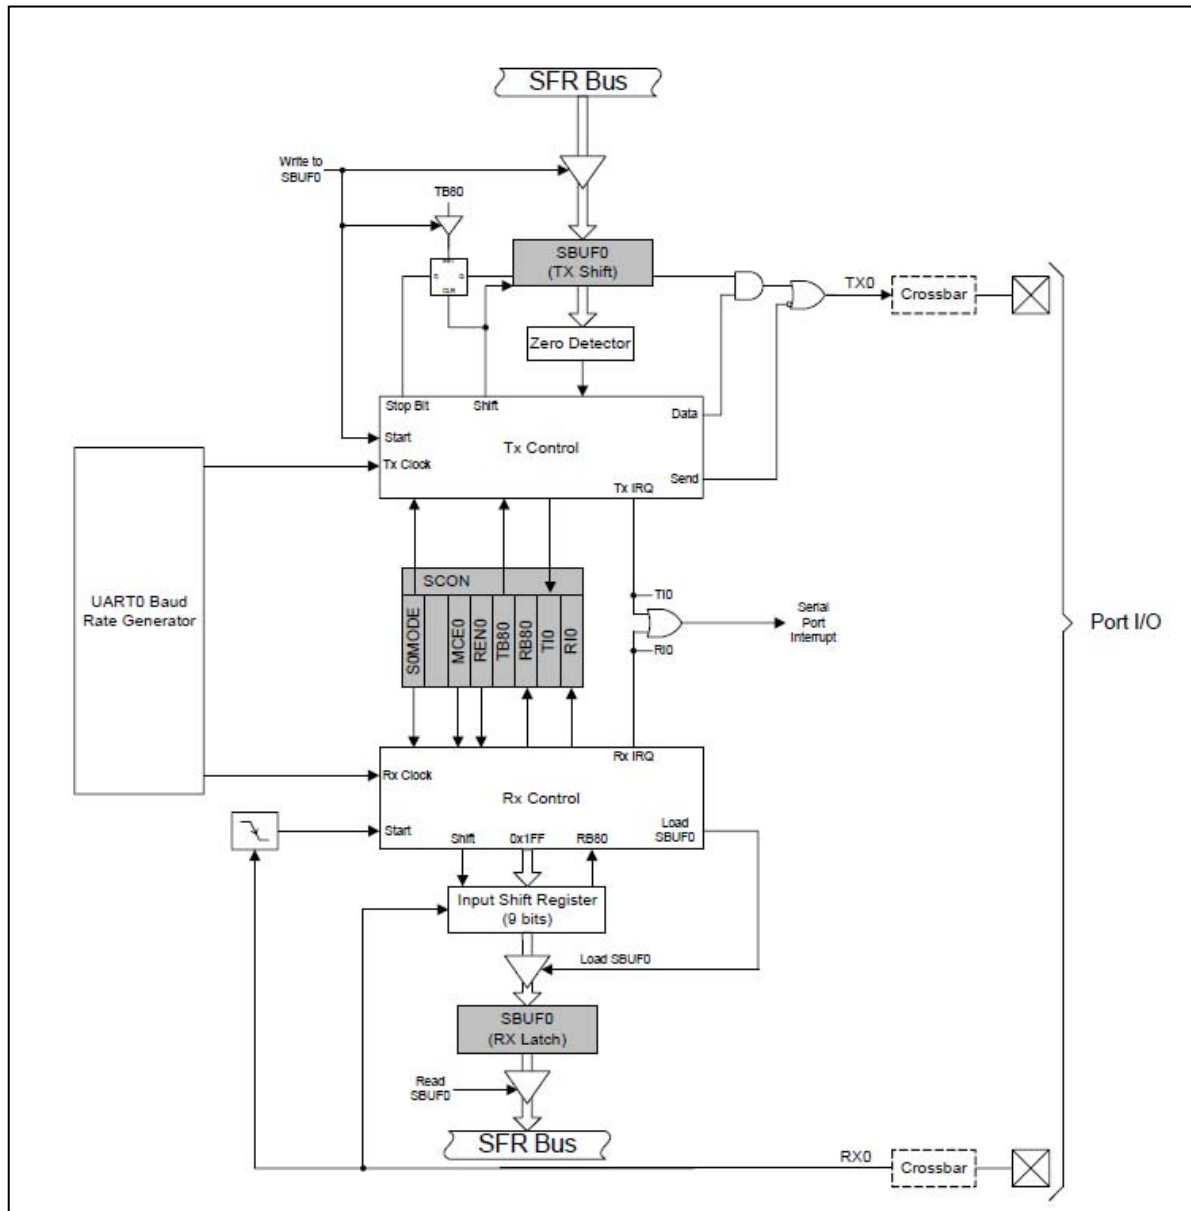 SFR Bus
Write to
SBUF0
TB80
SBUF0
(TX Shift)
D
Q
CLR
TX0
Crossbar
Zero Detector
Stop Bit
Shift
Data
Start
Tx Control
Tx Clock
Send
Tx IRQ
UART0 Baud
Rate Generator
SCON
S0MODE
MCE0
REN0
TB80
RB80
TI0
RI0
TI0
RI0
Serial
Port
Interrupt
Port I/O
Rx IRQ
Rx Clock
Rx Control
Start
Shift
0x1FF
RB80
Load
SBUF0
Input Shift Register
(9 bits)
Load SBUF0
SBUF0
(RX Latch)
Read
SBUF0
SFR Bus
RX0
Crossbar